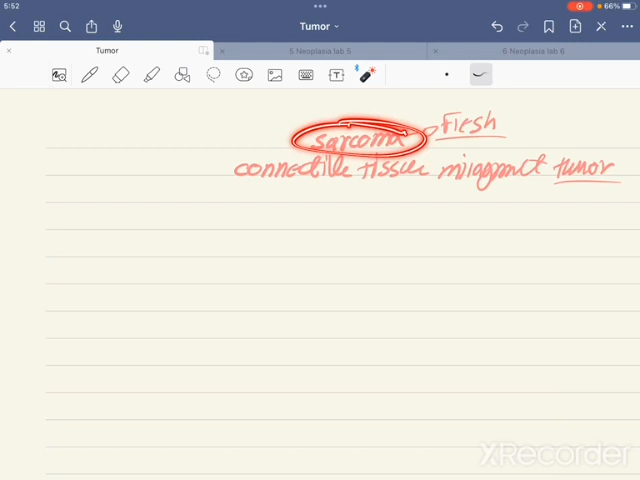 5:52
66%
Tumor
Tumor
5 Neoplasia lab 5
6 Neoplasia lab 6
sarcoma Flesh
connective tissue tumor
XRecorder